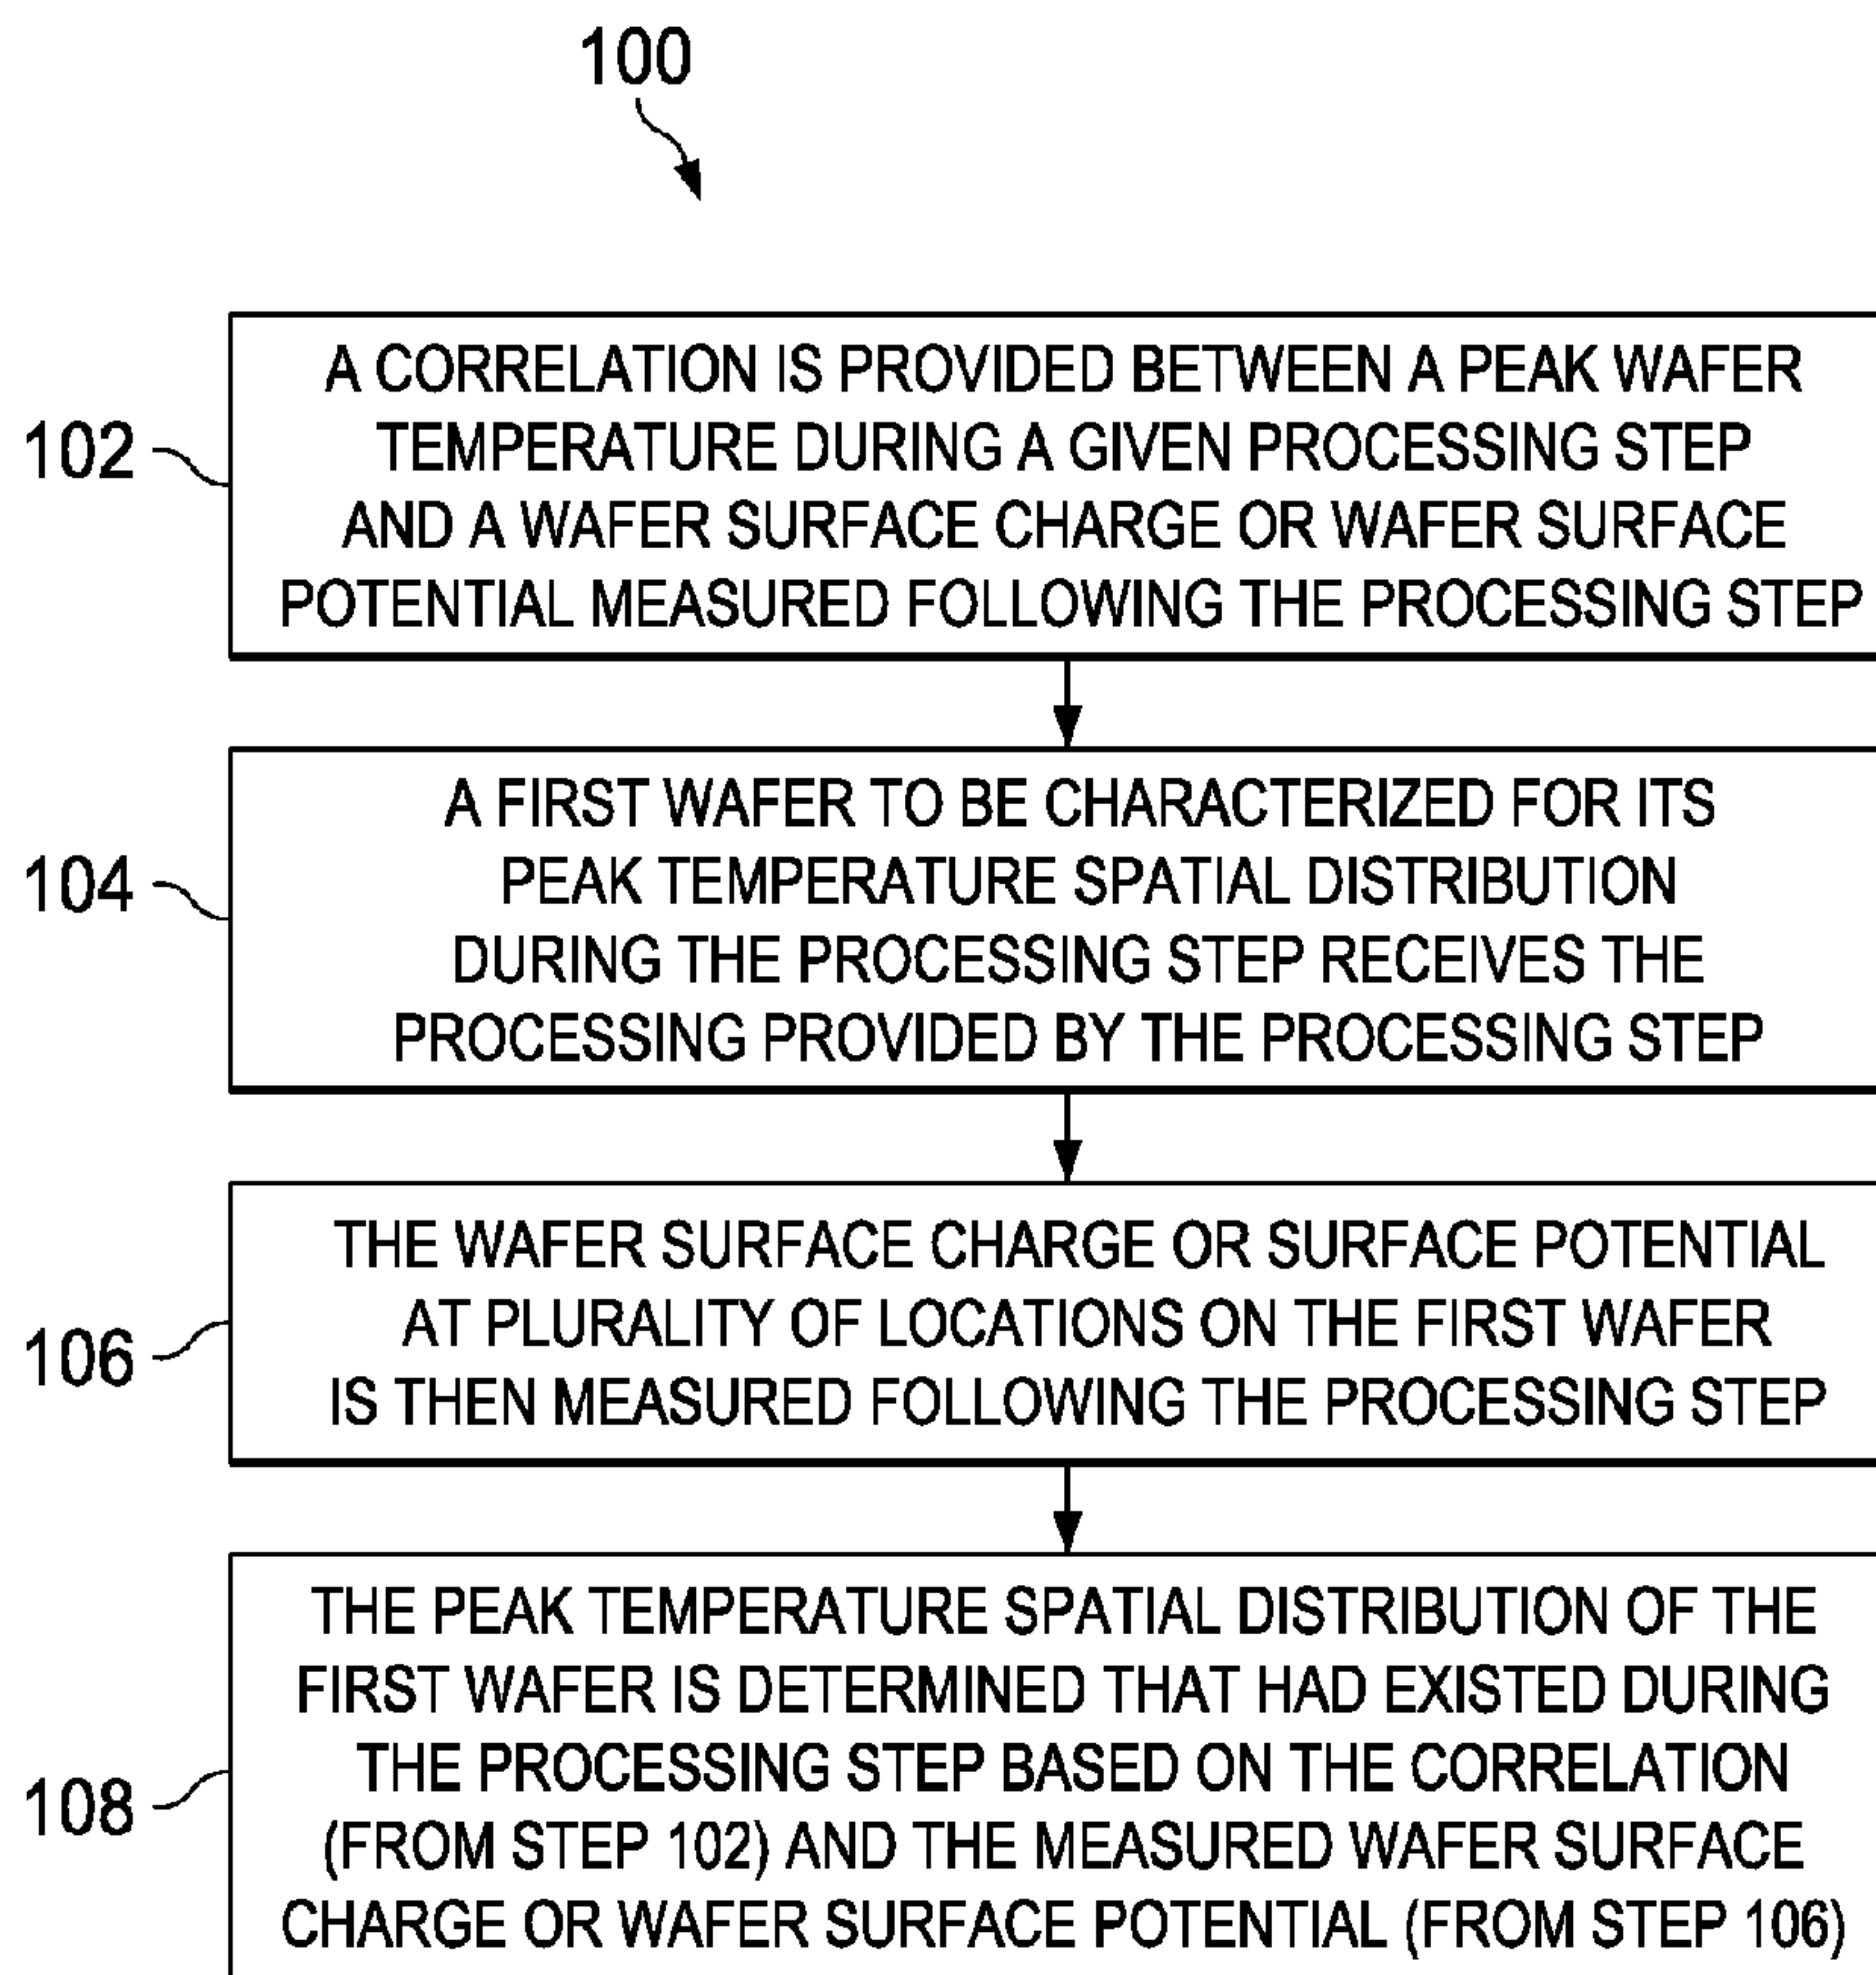 100
102
A CORRELATION IS PROVIDED BETWEEN A PEAK WAFER
TEMPERATURE DURING A GIVEN PROCESSING STEP
AND A WAFER SURFACE CHARGE OR WAFER SURFACE
POTENTIAL MEASURED FOLLOWING THE PROCESSING STEP
104
A FIRST WAFER TO BE CHARACTERIZED FOR ITS
PEAK TEMPERATURE SPATIAL DISTRIBUTION
DURING THE PROCESSING STEP RECEIVES THE
PROCESSING PROVIDED BY THE PROCESSING STEP
106
THE WAFER SURFACE CHARGE OR SURFACE POTENTIAL
AT PLURALITY OF LOCATIONS ON THE FIRST WAFER
IS THEN MEASURED FOLLOWING THE PROCESSING STEP
108
THE PEAK TEMPERATURE SPATIAL DISTRIBUTION OF THE
FIRST WAFER IS DETERMINED THAT HAD EXISTED DURING
THE PROCESSING STEP BASED ON THE CORRELATION
(FROM STEP 102) AND THE MEASURED WAFER SURFACE
CHARGE OR WAFER SURFACE POTENTIAL (FROM STEP 106)